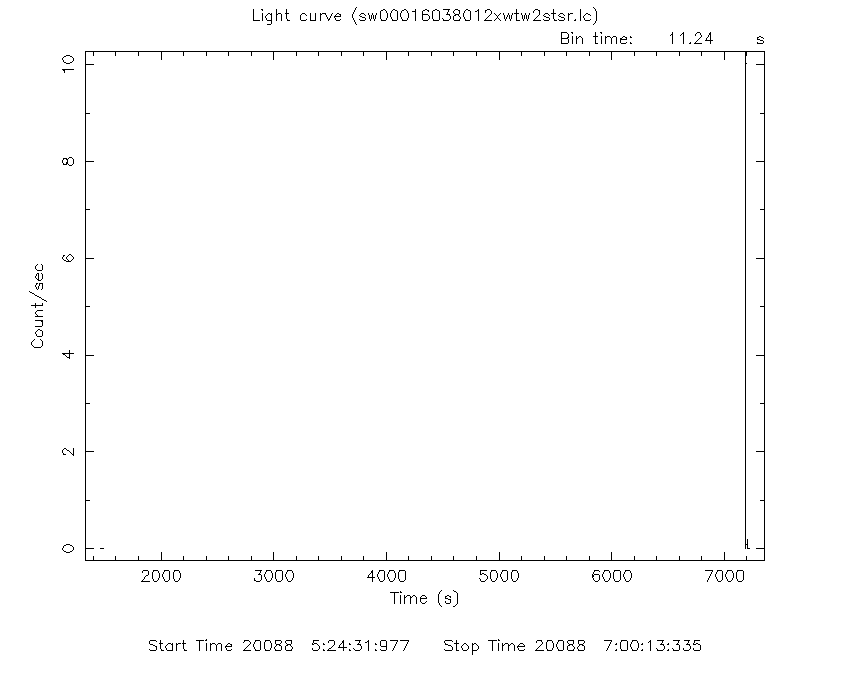 Light curve (sw00016038012xwtw2stsr.lc)
Bin time: 11.24 s
10
8
6
4
2
0
Count/sec
2000 3000 4000 5000 6000 7000
Time (s)
Start Time 20088 5:24:31:977 Stop Time 20088 7:00:13:335